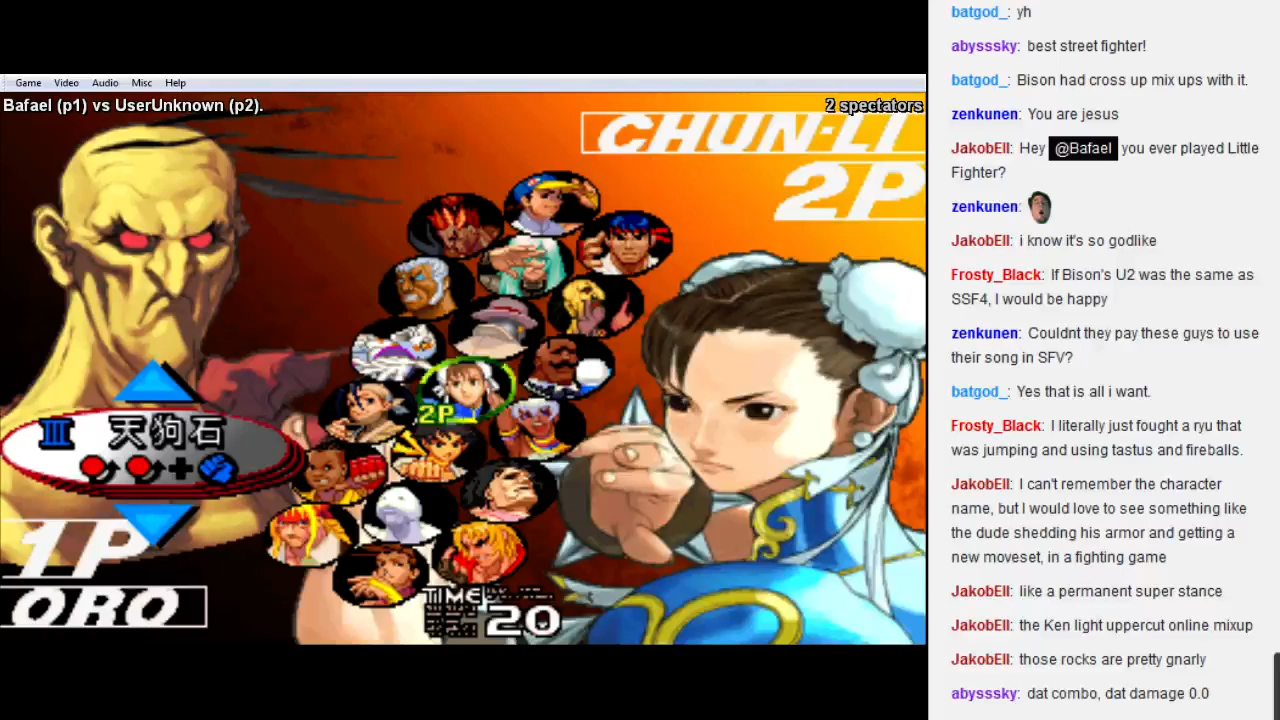 Game Video Audio Misc Help
Bafael (p1) vs UserUnknown (p2).
2 spectators
CHUN-LI
2P
2P
III 天狗石
1P
ORO
TIME
20
batgod_: yh
abysssky: best street fighter!
batgod_: Bison had cross up mix ups with it.
zenkunen: You are jesus
JakobEll: Hey @Bafael you ever played Little
Fighter?
zenkunen:
JakobEll: i know it's so godlike
Frosty_Black: If Bison's U2 was the same as
SSF4, I would be happy
zenkunen: Couldnt they pay these guys to use
their song in SFV?
batgod_: Yes that is all i want.
Frosty_Black: I literally just fought a ryu that
was jumping and using tastus and fireballs.
JakobEll: I can't remember the character
name, but I would love to see something like
the dude shedding his armor and getting a
new moveset, in a fighting game
JakobEll: like a permanent super stance
JakobEll: the Ken light uppercut online mixup
JakobEll: those rocks are pretty gnarly
abysssky: dat combo, dat damage 0.0